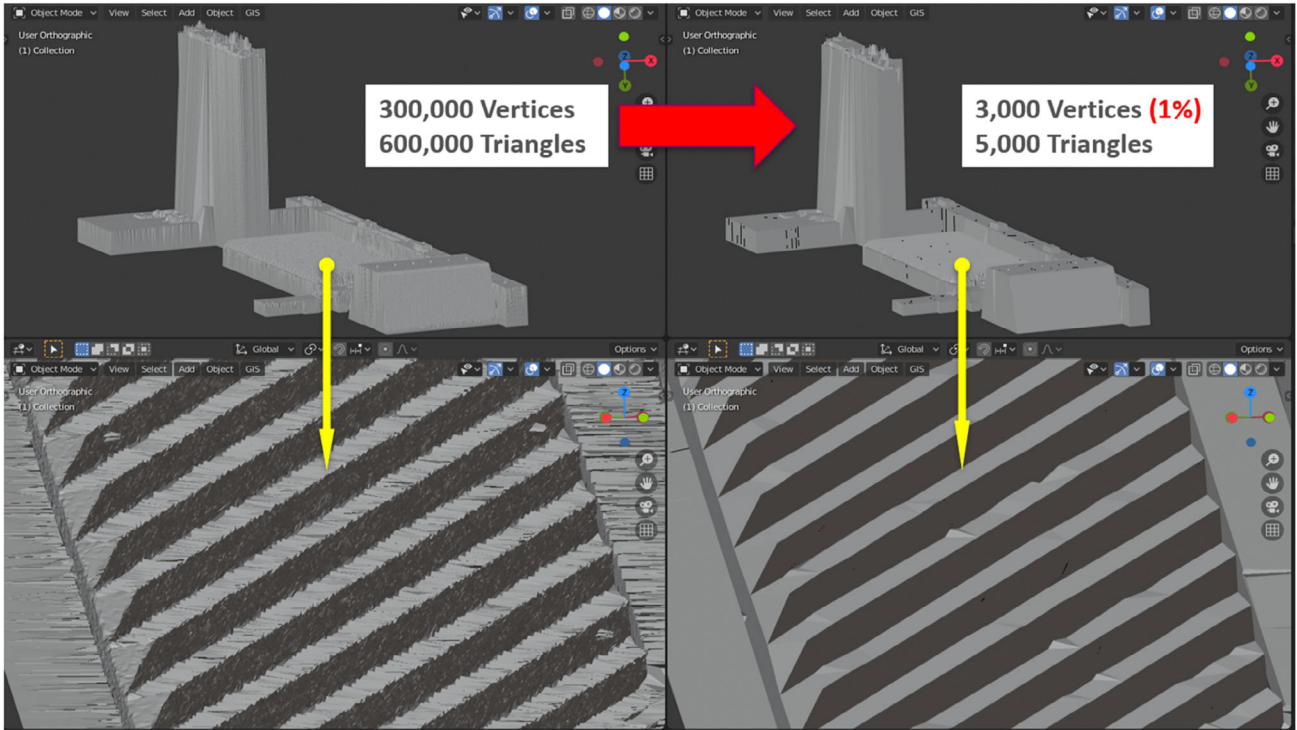 Object Mode View Select Add Object GIS
User Orthographic
(1) Collection
300,000 Vertices
600,000 Triangles
X
Z
Y
Object Mode View Select Add Object GIS
User Orthographic
(1) Collection
3,000 Vertices (1%)
5,000 Triangles
X
Z
Y
Global Options
Object Mode View Select Add Object GIS
User Orthographic
(1) Collection
Z
Global Options
Object Mode View Select Add Object GIS
User Orthographic
(1) Collection
Z